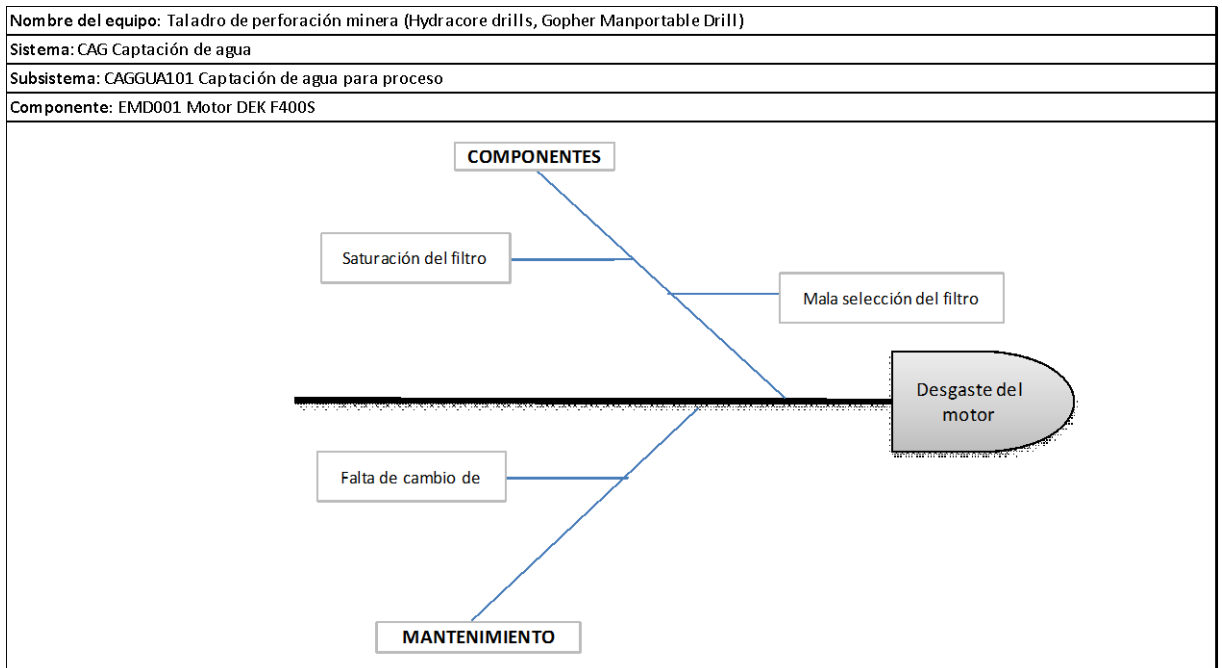 Nombre del equipo: Taladro de perforación minera (Hydracore drills, Gopher Manportable Drill)
Sistema: CAG Captación de agua
Subsistema: CAGGUA101 Captación de agua para proceso
Componente: EMD001 Motor DEK F400S
COMPONENTES
Saturación del filtro
Mala selección del filtro
Desgaste del
motor
Falta de cambio de
MANTENIMIENTO